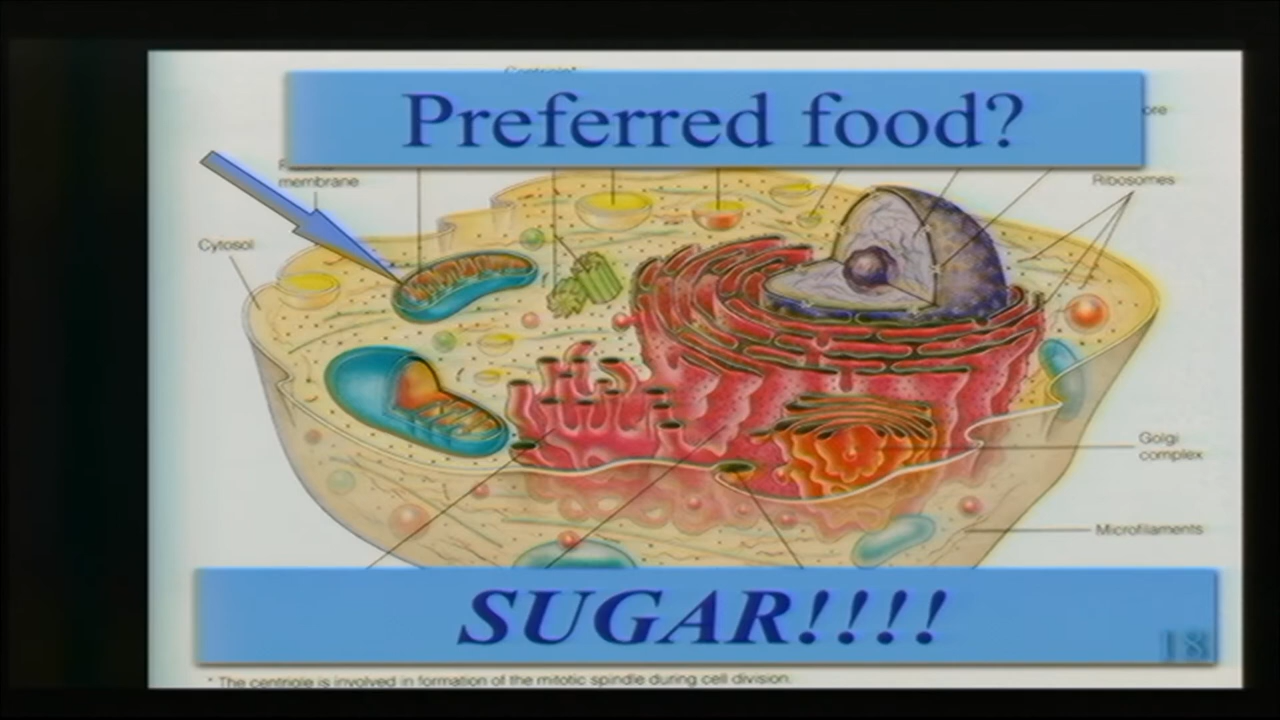 Preferred food?
membrane
Ribosomes
Cytosol
Golgi
complex
Microfilaments
SUGAR!!!!
18
* The centriole is involved in formation of the mitotic spindle during cell division.